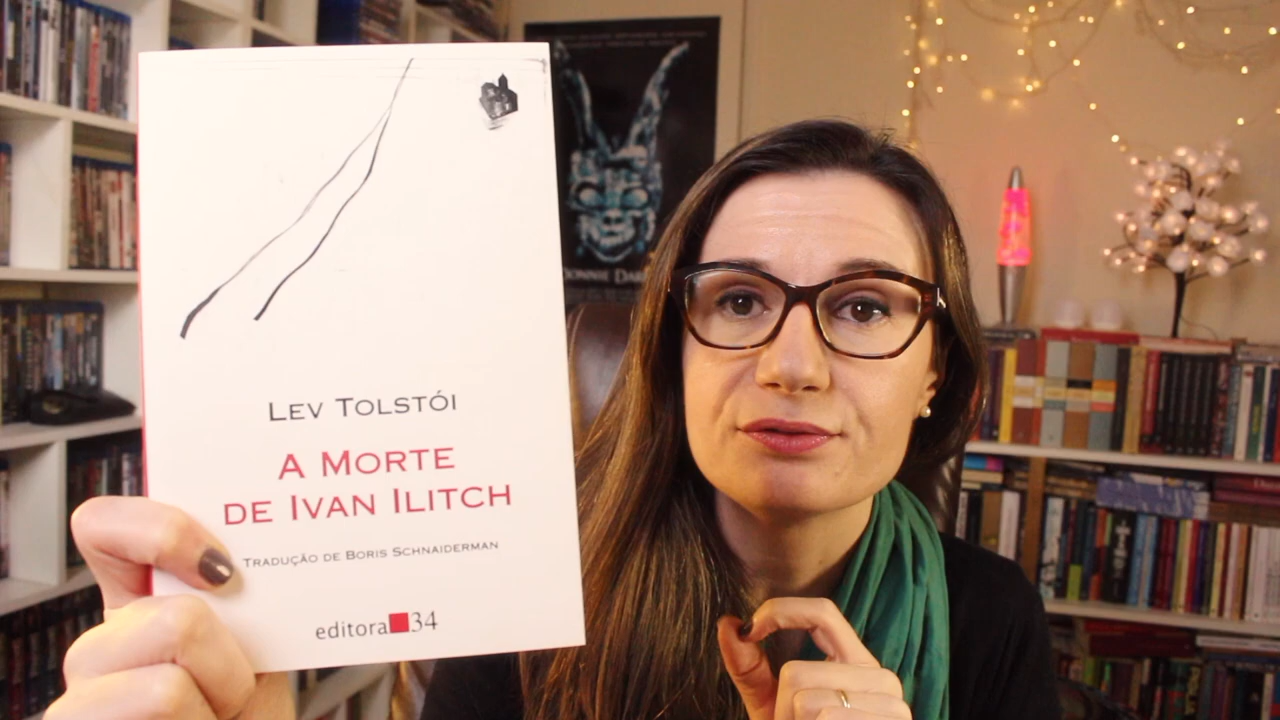 LEV TOLSTÓI
A MORTE
DE IVAN ILITCH
TRADUÇÃO DE BORIS SCHNAIDERMAN
editora 34